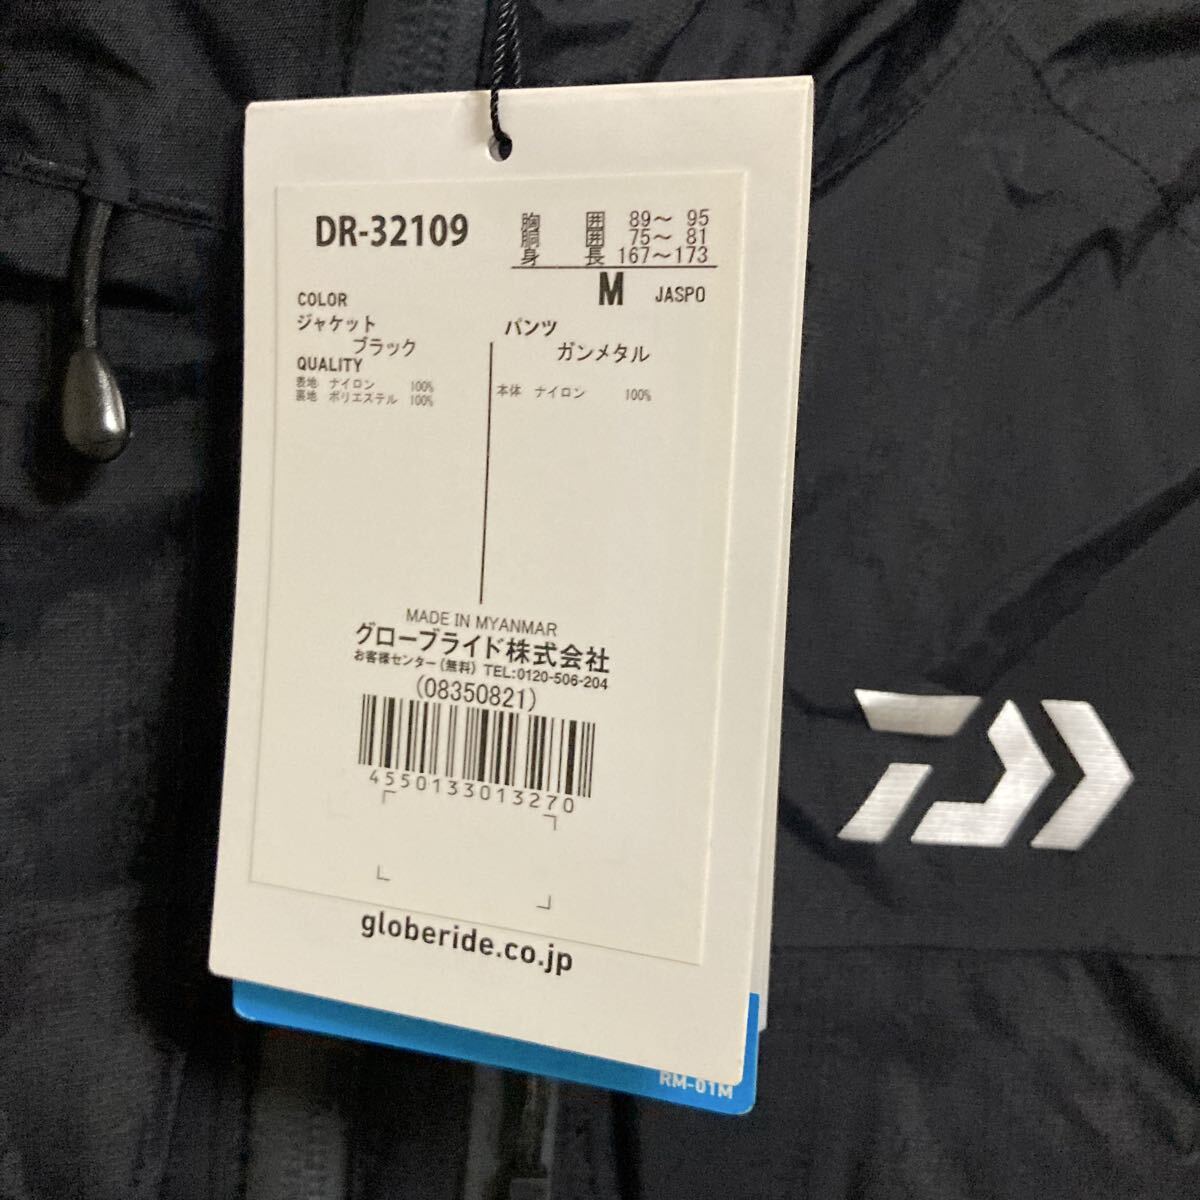 DR-32109
胸 囲 89～ 95
胴 囲 75～ 81
身 長 167～173
M JASPO
COLOR
ジャケット
ブラック
パンツ
ガンメタル
QUALITY
表地 ナイロン 100%
裏地 ポリエステル 100%
本体 ナイロン 100%
MADE IN MYANMAR
グローブライド株式会社
お客様センター(無料) TEL:0120-506-204
(08350821)
4550133013270
globeride.co.jp
RM-01M